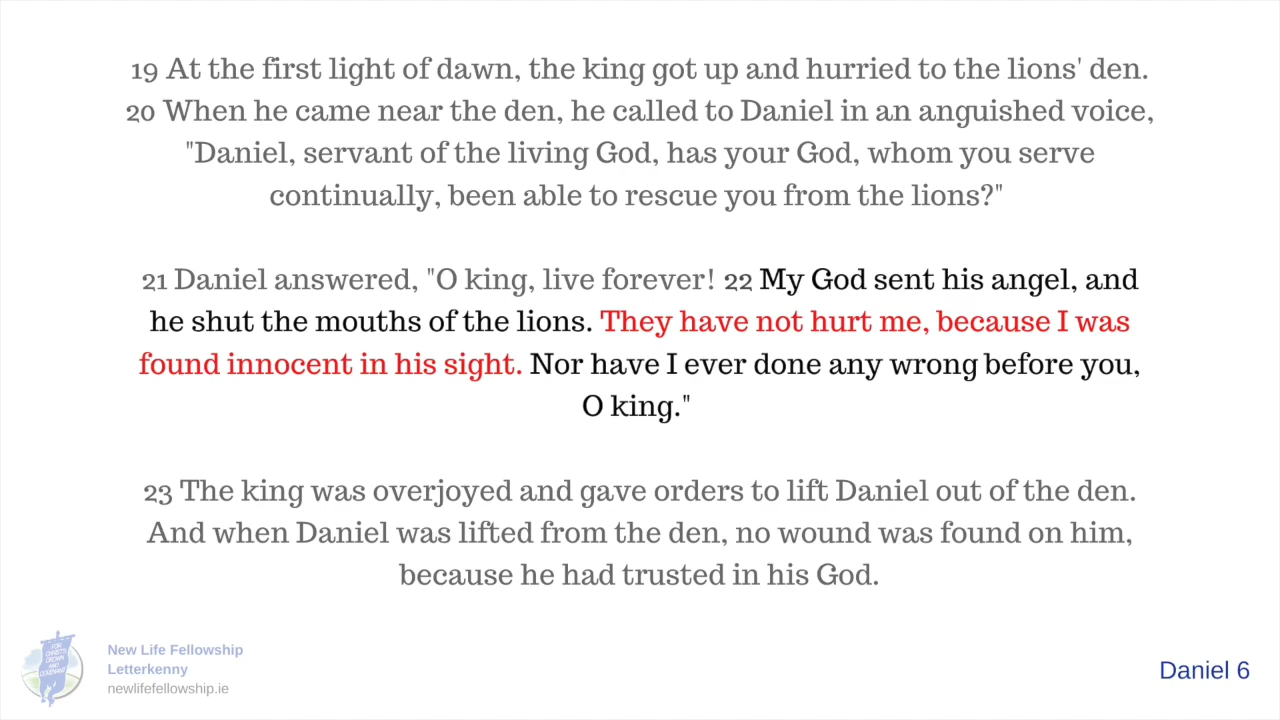 19 At the first light of dawn, the king got up and hurried to the lions' den.
20 When he came near the den, he called to Daniel in an anguished voice,
"Daniel, servant of the living God, has your God, whom you serve
continually, been able to rescue you from the lions?"
21 Daniel answered, "O king, live forever! 22 My God sent his angel, and
he shut the mouths of the lions. They have not hurt me, because I was
found innocent in his sight. Nor have I ever done any wrong before you,
O king."
23 The king was overjoyed and gave orders to lift Daniel out of the den.
And when Daniel was lifted from the den, no wound was found on him,
because he had trusted in his God.
FOR
CHRIST'S
CROWN
AND
COVENANT
New Life Fellowship
Letterkenny
newlifefellowship.ie
Daniel 6